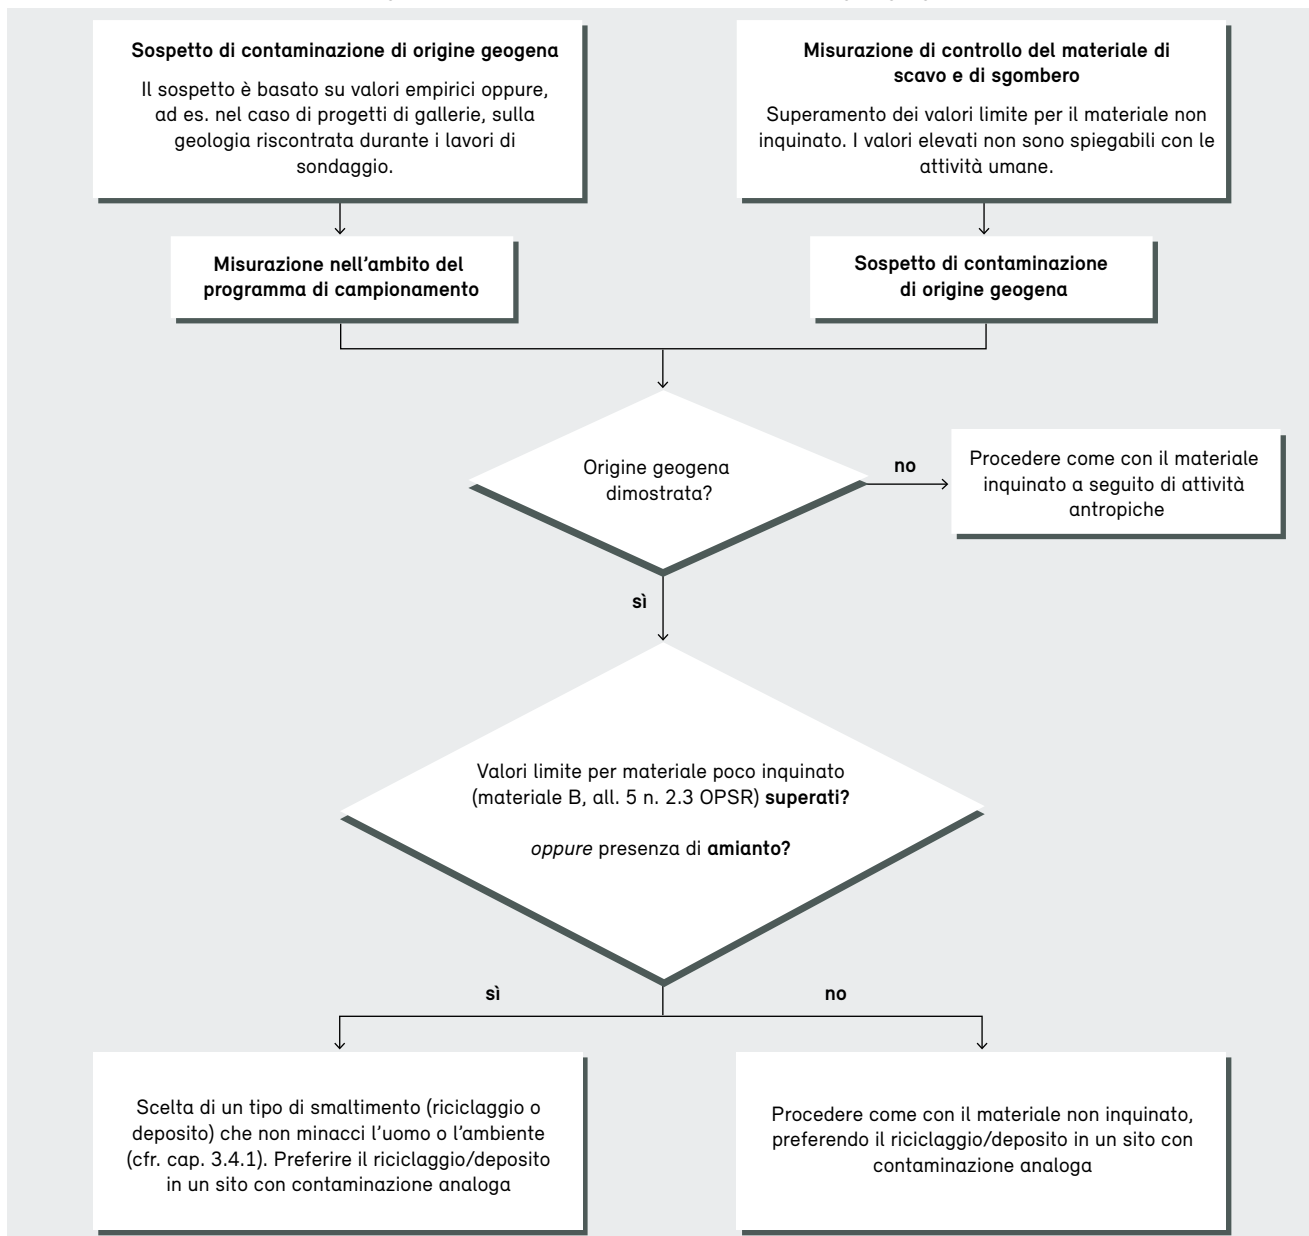 Sospetto di contaminazione di origine geogena
Il sospetto è basato su valori empirici oppure,
ad es. nel caso di progetti di gallerie, sulla
geologia riscontrata durante i lavori di
sondaggio.
Misurazione di controllo del materiale di
scavo e di sgombero
Superamento dei valori limite per il materiale non
inquinato. I valori elevati non sono spiegabili con le
attività umane.
Misurazione nell'ambito del
programma di campionamento
Sospetto di contaminazione
di origine geogena
Origine geogena
dimostrata?
no
Procedere come con il materiale
inquinato a seguito di attività
antropiche
sì
Valori limite per materiale poco inquinato
(materiale B, all. 5 n. 2.3 OPSR) superati?
oppure presenza di amianto?
sì
no
Scelta di un tipo di smaltimento (riciclaggio o
deposito) che non minacci l'uomo o l'ambiente
(cfr. cap. 3.4.1). Preferire il riciclaggio/deposito
in un sito con contaminazione analoga
Procedere come con il materiale non inquinato,
preferendo il riciclaggio/deposito in un sito con
contaminazione analoga